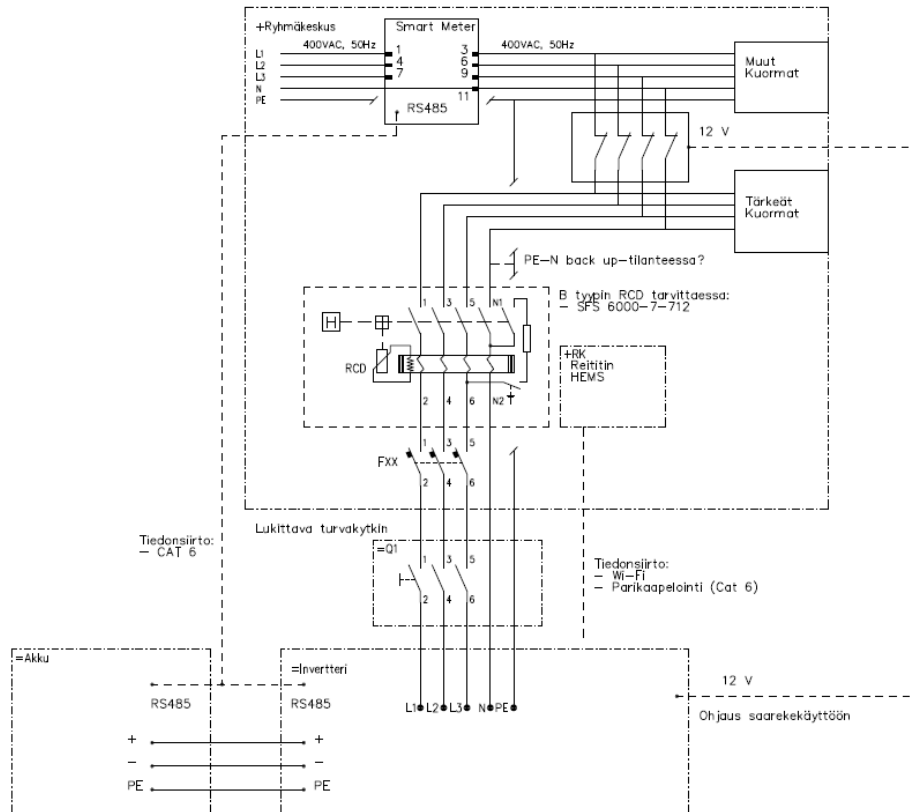 +Ryhmäkeskus
Smart Meter
400VAC, 50Hz
1
3
400VAC, 50Hz
L1
L2
4
6
L3
7
9
N
PE
11
RS485
Muut
Kuormat
12 V
Tärkeät
Kuormat
PE-N back up-tilanteessa?
B tyypin RCD tarvittaessa:
- SFS 6000-7-712
1
3
5
N1
H
RCD
+RK
Reititin
HEMS
2
4
6
N2
1
3
5
FXX
2
4
6
Lukittava turvakytkin
=Q1
1
3
5
2
4
6
Tiedonsiirto:
- CAT 6
Tiedonsiirto:
- Wi-Fi
- Parikaapelointi (Cat 6)
=Akku
=Invertteri
RS485
RS485
L1
L2
L3
N
PE
12 V
Ohjaus saarekekäyttöön
+
+
-
-
PE
PE